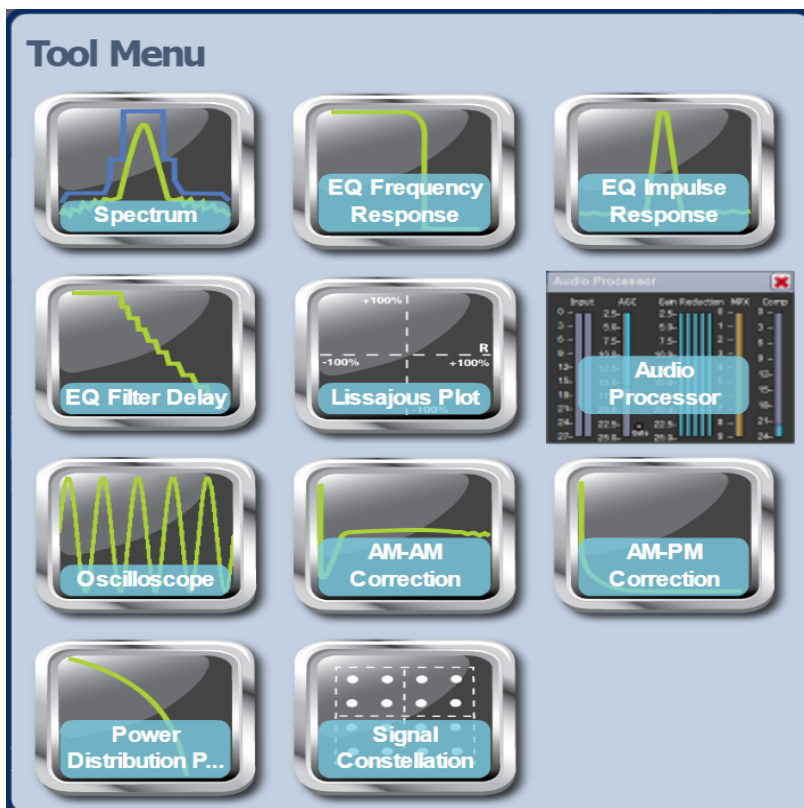 Tool Menu
Spectrum
EQ Frequency
Response
EQ Impulse
Response
EQ Filter Delay
+100%
R
-100%
+100%
-100%
Lissajous Plot
Audio Processor
Input
AGC
Gain Reduction
MPX
Comp
Audio
Processor
Oscilloscope
AM-AM
Correction
AM-PM
Correction
Power
Distribution P...
Signal
Constellation